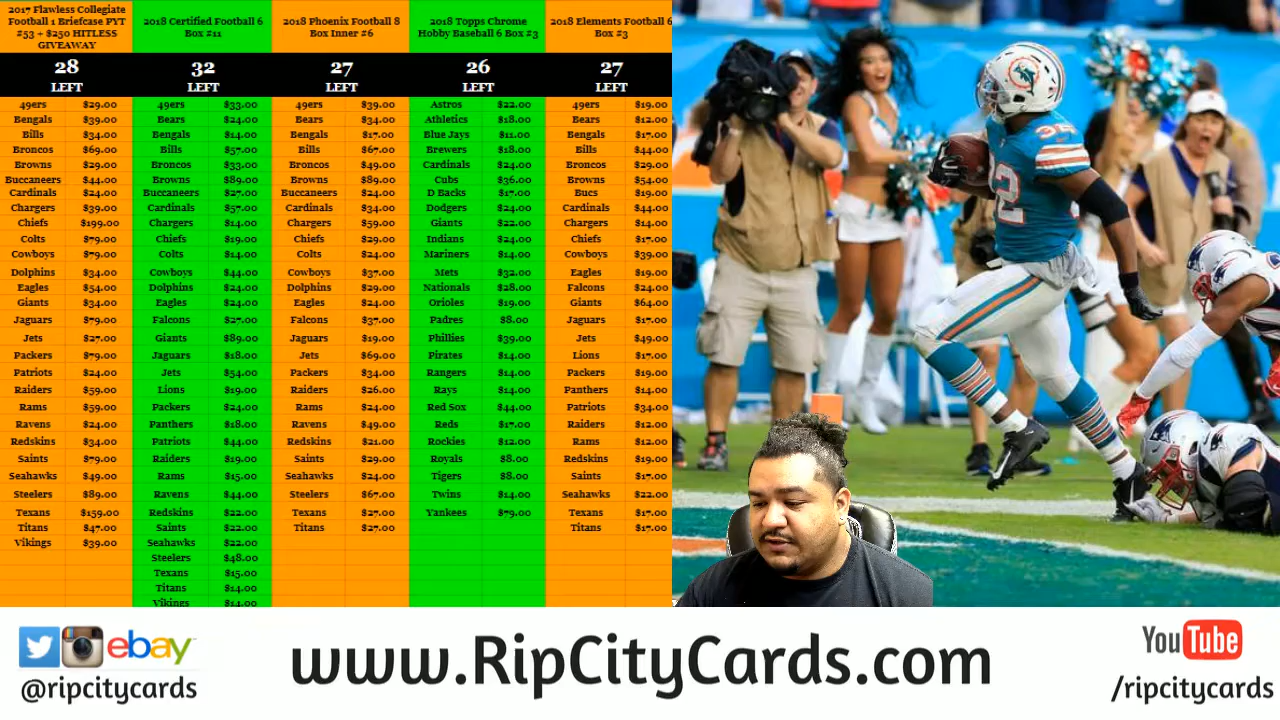 2017 Flawless Collegiate
Football 1 Briefcase PYT
#53 + $250 HITLESS
GIVEAWAY
28
LEFT
49ers $29.00
Bengals $39.00
Bills $34.00
Broncos $69.00
Browns $29.00
Buccaneers $44.00
Cardinals $24.00
Chargers $39.00
Chiefs $199.00
Colts $79.00
Cowboys $79.00
Dolphins $34.00
Eagles $54.00
Giants $34.00
Jaguars $79.00
Jets $27.00
Packers $79.00
Patriots $24.00
Raiders $59.00
Rams $59.00
Ravens $24.00
Redskins $34.00
Saints $79.00
Seahawks $49.00
Steelers $89.00
Texans $159.00
Titans $47.00
Vikings $39.00
2018 Certified Football 6
Box #11
32
LEFT
49ers $33.00
Bears $24.00
Bengals $14.00
Bills $57.00
Broncos $33.00
Browns $89.00
Buccaneers $27.00
Cardinals $57.00
Chargers $14.00
Chiefs $19.00
Colts $14.00
Cowboys $44.00
Dolphins $24.00
Eagles $24.00
Falcons $27.00
Giants $89.00
Jaguars $18.00
Jets $54.00
Lions $19.00
Packers $24.00
Panthers $18.00
Patriots $44.00
Raiders $19.00
Rams $15.00
Ravens $44.00
Redskins $22.00
Saints $22.00
Seahawks $22.00
Steelers $48.00
Texans $15.00
Titans $14.00
Vikings $14.00
2018 Phoenix Football 8
Box Inner #6
27
LEFT
49ers $39.00
Bears $34.00
Bengals $17.00
Bills $67.00
Broncos $49.00
Browns $89.00
Buccaneers $24.00
Cardinals $34.00
Chargers $59.00
Chiefs $29.00
Colts $24.00
Cowboys $37.00
Dolphins $29.00
Eagles $24.00
Falcons $37.00
Jaguars $19.00
Jets $69.00
Packers $34.00
Raiders $26.00
Rams $24.00
Ravens $49.00
Redskins $21.00
Saints $29.00
Seahawks $24.00
Steelers $67.00
Texans $27.00
Titans $27.00
2018 Topps Chrome
Hobby Baseball 6 Box #3
26
LEFT
Astros $22.00
Athletics $18.00
Blue Jays $11.00
Brewers $18.00
Cardinals $24.00
Cubs $36.00
D Backs $17.00
Dodgers $24.00
Giants $22.00
Indians $24.00
Mariners $14.00
Mets $32.00
Nationals $28.00
Orioles $19.00
Padres $8.00
Phillies $39.00
Pirates $14.00
Rangers $14.00
Rays $14.00
Red Sox $44.00
Reds $17.00
Rockies $12.00
Royals $8.00
Tigers $8.00
Twins $14.00
Yankees $79.00
2018 Elements Football 6
Box #3
27
LEFT
49ers $19.00
Bears $12.00
Bengals $17.00
Bills $44.00
Broncos $29.00
Browns $54.00
Bucs $19.00
Cardinals $44.00
Chargers $14.00
Chiefs $17.00
Cowboys $39.00
Eagles $19.00
Falcons $24.00
Giants $64.00
Jaguars $17.00
Jets $49.00
Lions $17.00
Packers $19.00
Panthers $14.00
Patriots $34.00
Raiders $12.00
Rams $12.00
Redskins $19.00
Saints $17.00
Seahawks $22.00
Texans $17.00
Titans $17.00
ebay
@ripcitycards
www.RipCityCards.com
YouTube
/ripcitycards